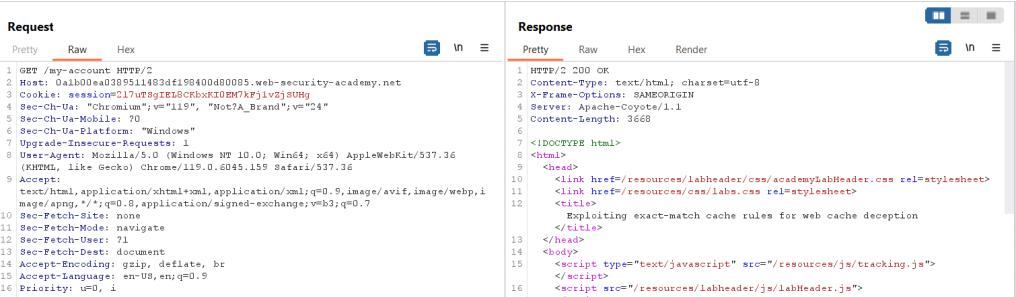 Request
Pretty Raw Hex \n
1 GET /my-account HTTP/2
2 Host: 0a1b00ea0389511483df198400d80085.web-security-academy.net
3 Cookie: session=217uTSgIEL8CKbxKI0EM7kFj1vZjSUHg
4 Sec-Ch-Ua: "Chromium";v="119", "Not?A_Brand";v="24"
5 Sec-Ch-Ua-Mobile: ?0
6 Sec-Ch-Ua-Platform: "Windows"
7 Upgrade-Insecure-Requests: 1
8 User-Agent: Mozilla/5.0 (Windows NT 10.0; Win64; x64) AppleWebKit/537.36
(KHTML, like Gecko) Chrome/119.0.6045.159 Safari/537.36
9 Accept:
text/html,application/xhtml+xml,application/xml;q=0.9,image/avif,image/webp,i
mage/apng,*/*;q=0.8,application/signed-exchange;v=b3;q=0.7
10 Sec-Fetch-Site: none
11 Sec-Fetch-Mode: navigate
12 Sec-Fetch-User: ?1
13 Sec-Fetch-Dest: document
14 Accept-Encoding: gzip, deflate, br
15 Accept-Language: en-US,en;q=0.9
16 Priority: u=0, i
Response
Pretty Raw Hex Render \n
1 HTTP/2 200 OK
2 Content-Type: text/html; charset=utf-8
3 X-Frame-Options: SAMEORIGIN
4 Server: Apache-Coyote/1.1
5 Content-Length: 3668
6
7 <!DOCTYPE html>
8 <html>
9 <head>
10 <link href=/resources/labheader/css/academyLabHeader.css rel=stylesheet>
11 <link href=/resources/css/labs.css rel=stylesheet>
12 <title>
Exploiting exact-match cache rules for web cache deception
</title>
13 </head>
14 <body>
15 <script type="text/javascript" src="/resources/js/tracking.js">
</script>
16 <script src="/resources/labheader/js/labHeader.js">